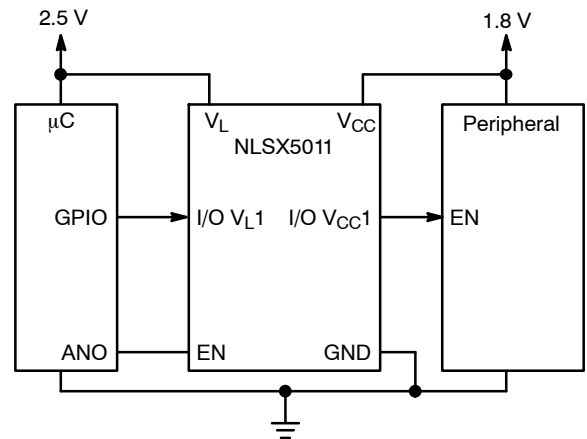 2.5 V
1.8 V
μC
V_L
V_CC
Peripheral
NLSX5011
GPIO
I/O V_L1
I/O V_CC1
EN
ANO
EN
GND